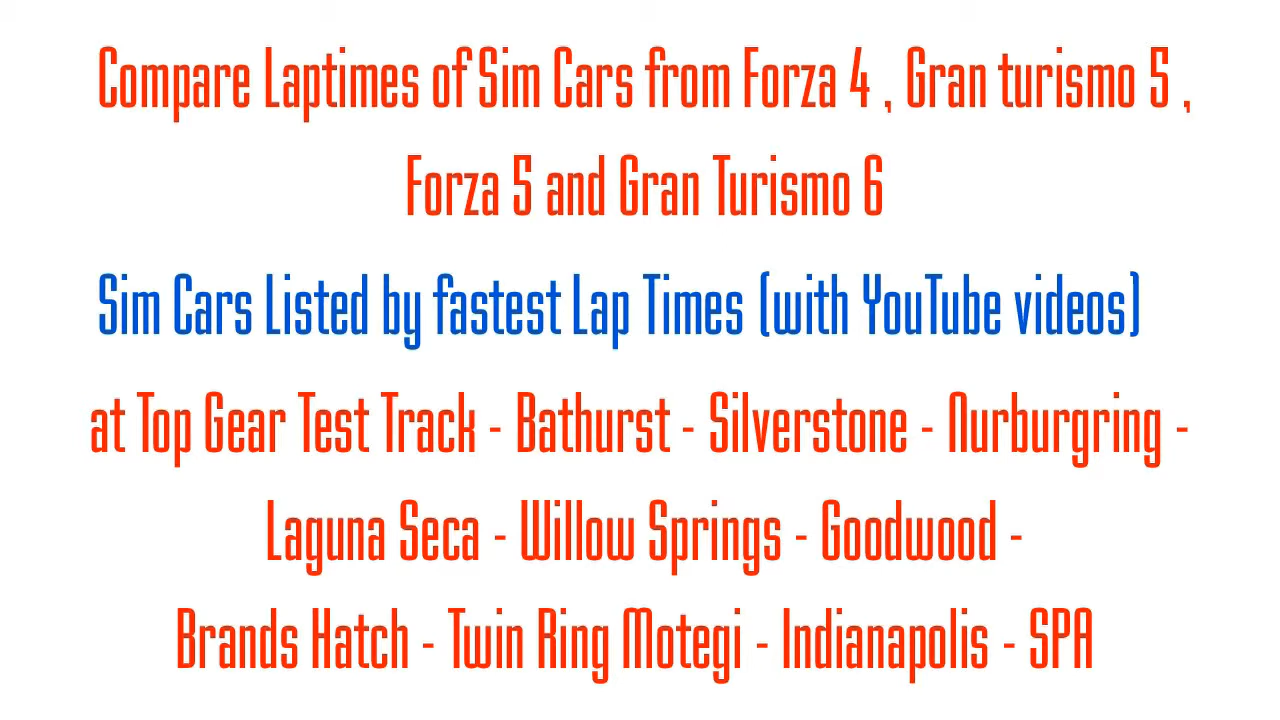 Compare Laptimes of Sim Cars from Forza 4 , Gran turismo 5 ,
Forza 5 and Gran Turismo 6
Sim Cars Listed by fastest Lap Times (with YouTube videos)
at Top Gear Test Track - Bathurst - Silverstone - Nurburgring -
Laguna Seca - Willow Springs - Goodwood -
Brands Hatch - Twin Ring Motegi - Indianapolis - SPA